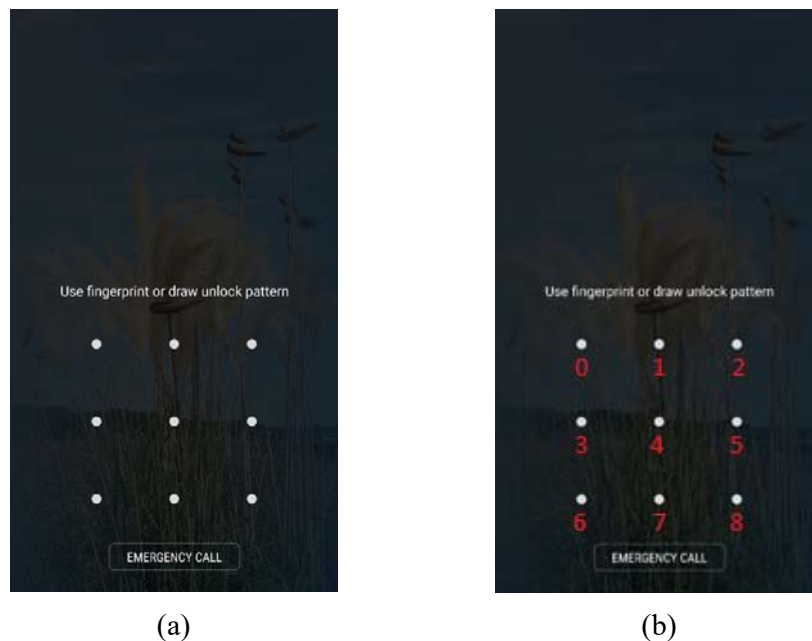 Use fingerprint or draw unlock pattern
EMERGENCY CALL
(a)
Use fingerprint or draw unlock pattern
0 1 2
3 4 5
6 7 8
EMERGENCY CALL
(b)